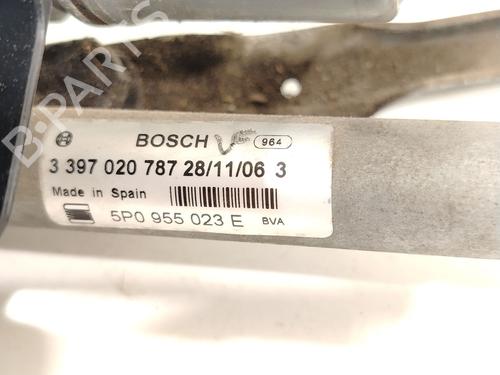 B-PARTS
BOSCH 964
3 397 020 787 28/11/06 3
Made in Spain
5P0 955 023 E BVA